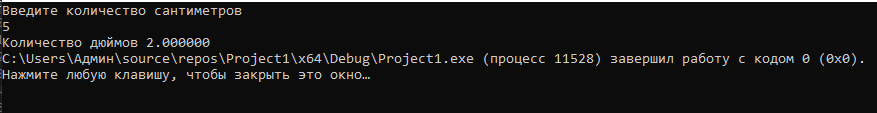 Введите количество сантиметров
5
Количество дюймов 2.000000
C:\Users\Админ\source\repos\Project1\x64\Debug\Project1.exe (процесс 11528) завершил работу с кодом 0 (0x0).
Нажмите любую клавишу, чтобы закрыть это окно…